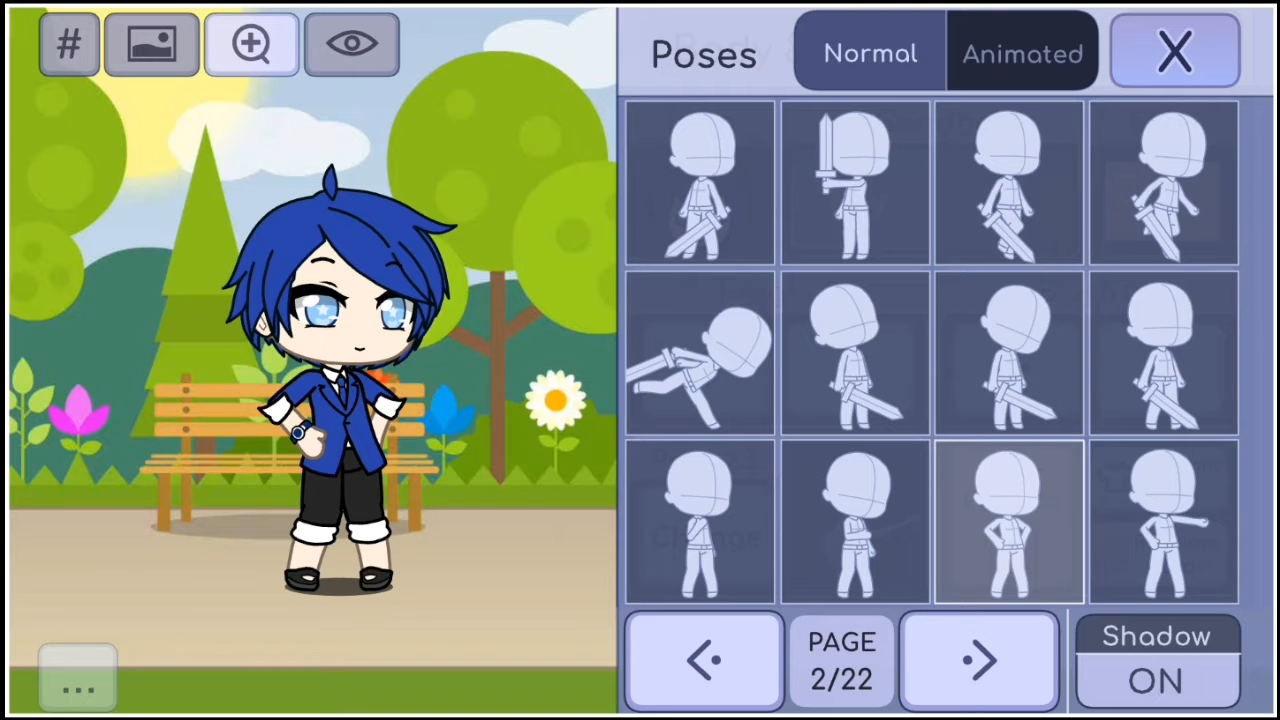 #
Poses
Normal
Animated
X
...
PAGE
2/22
Shadow
ON